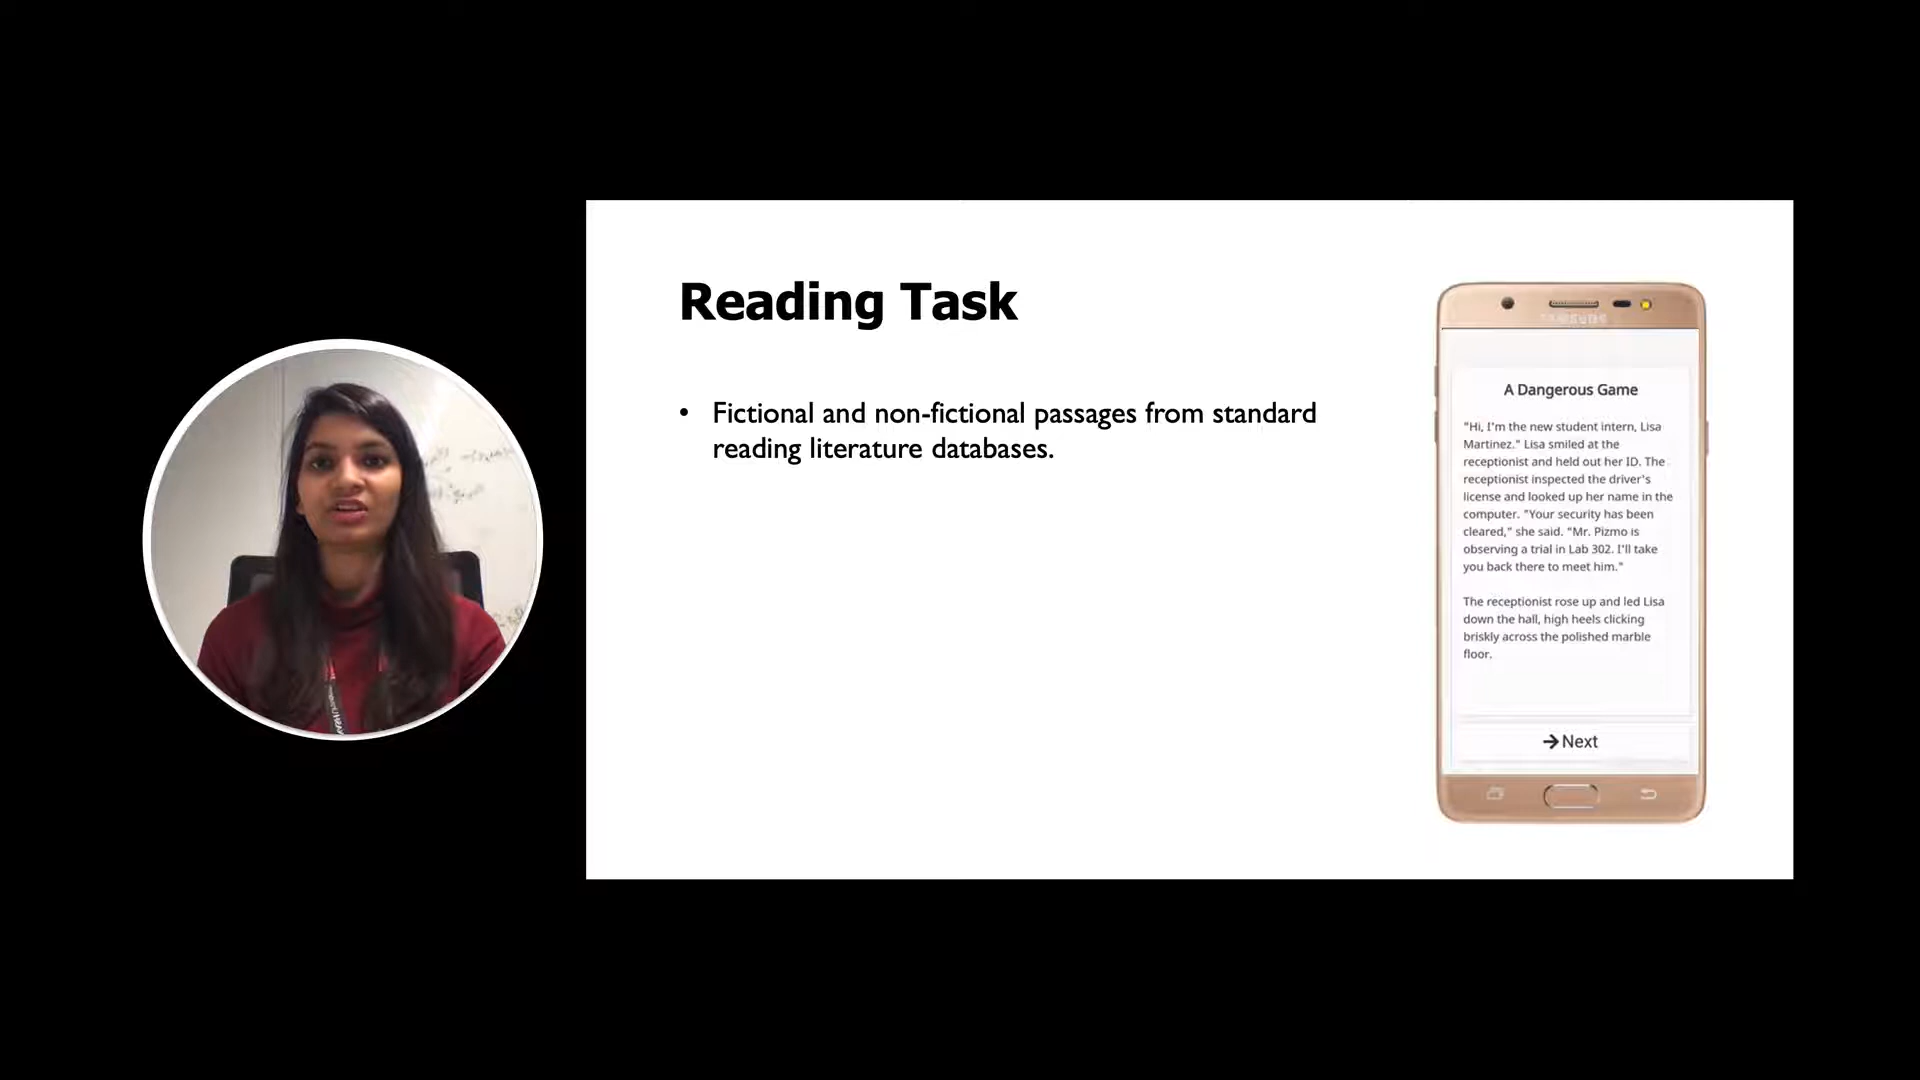 Reading Task
• Fictional and non-fictional passages from standard
reading literature databases.
SAMSUNG
A Dangerous Game
"Hi, I'm the new student intern, Lisa
Martinez." Lisa smiled at the
receptionist and held out her ID. The
receptionist inspected the driver's
license and looked up her name in the
computer. "Your security has been
cleared," she said. "Mr. Pizmo is
observing a trial in Lab 302. I'll take
you back there to meet him."
The receptionist rose up and led Lisa
down the hall, high heels clicking
briskly across the polished marble
floor.
→Next